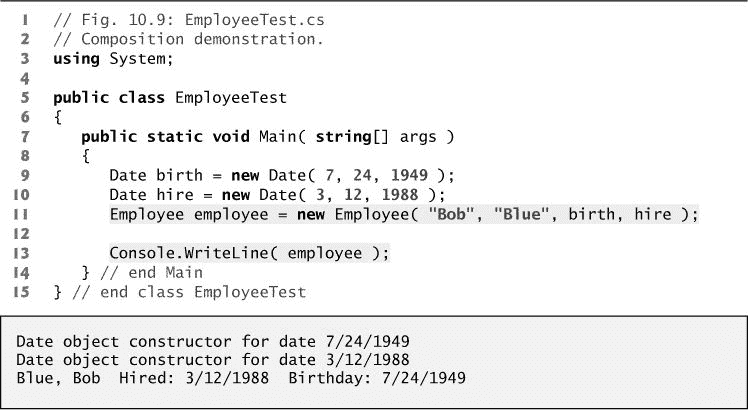 1 // Fig. 10.9: EmployeeTest.cs
2 // Composition demonstration.
3 using System;
4
5 public class EmployeeTest
6 {
7    public static void Main( string[] args )
8    {
9       Date birth = new Date( 7, 24, 1949 );
10       Date hire = new Date( 3, 12, 1988 );
11       Employee employee = new Employee( "Bob", "Blue", birth, hire );
12
13       Console.WriteLine( employee );
14    } // end Main
15 } // end class EmployeeTest
Date object constructor for date 7/24/1949
Date object constructor for date 3/12/1988
Blue, Bob  Hired: 3/12/1988  Birthday: 7/24/1949